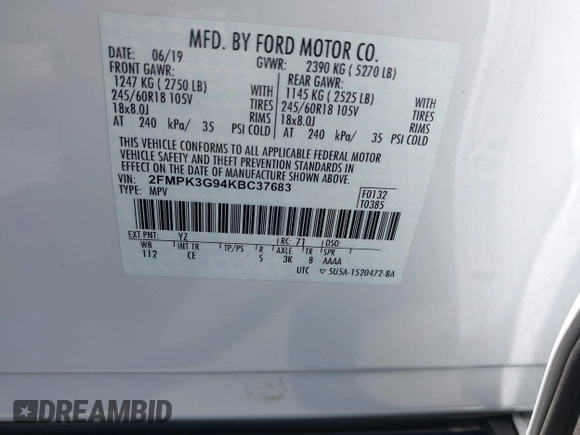 MFD. BY FORD MOTOR CO.
DATE: 06/19 GVWR: 2390 KG ( 5270 LB)
FRONT GAWR: REAR GAWR:
1247 KG ( 2750 LB) WITH 1145 KG ( 2525 LB) WITH
245/60R18 105V TIRES 245/60R18 105V TIRES
18x8.0J RIMS 18x8.0J RIMS
AT 240 kPa/ 35 PSI COLD AT 240 kPa/ 35 PSI COLD
THIS VEHICLE CONFORMS TO ALL APPLICABLE FEDERAL MOTOR
VEHICLE SAFETY AND THEFT PREVENTION STANDARDS IN EFFECT
ON THE DATE OF MANUFACTURE SHOWN ABOVE.
VIN: 2FMPK3G94KBC37683 F0132
TYPE: MPV T0385
EXT PNT: YZ RC: 71 DSO:
WB INT TR TP/PS R AXLE TR SPR
112 CE S 3K 8 AAAA
UTC ▽ 5U5A-1520472-BA
DREAMBID